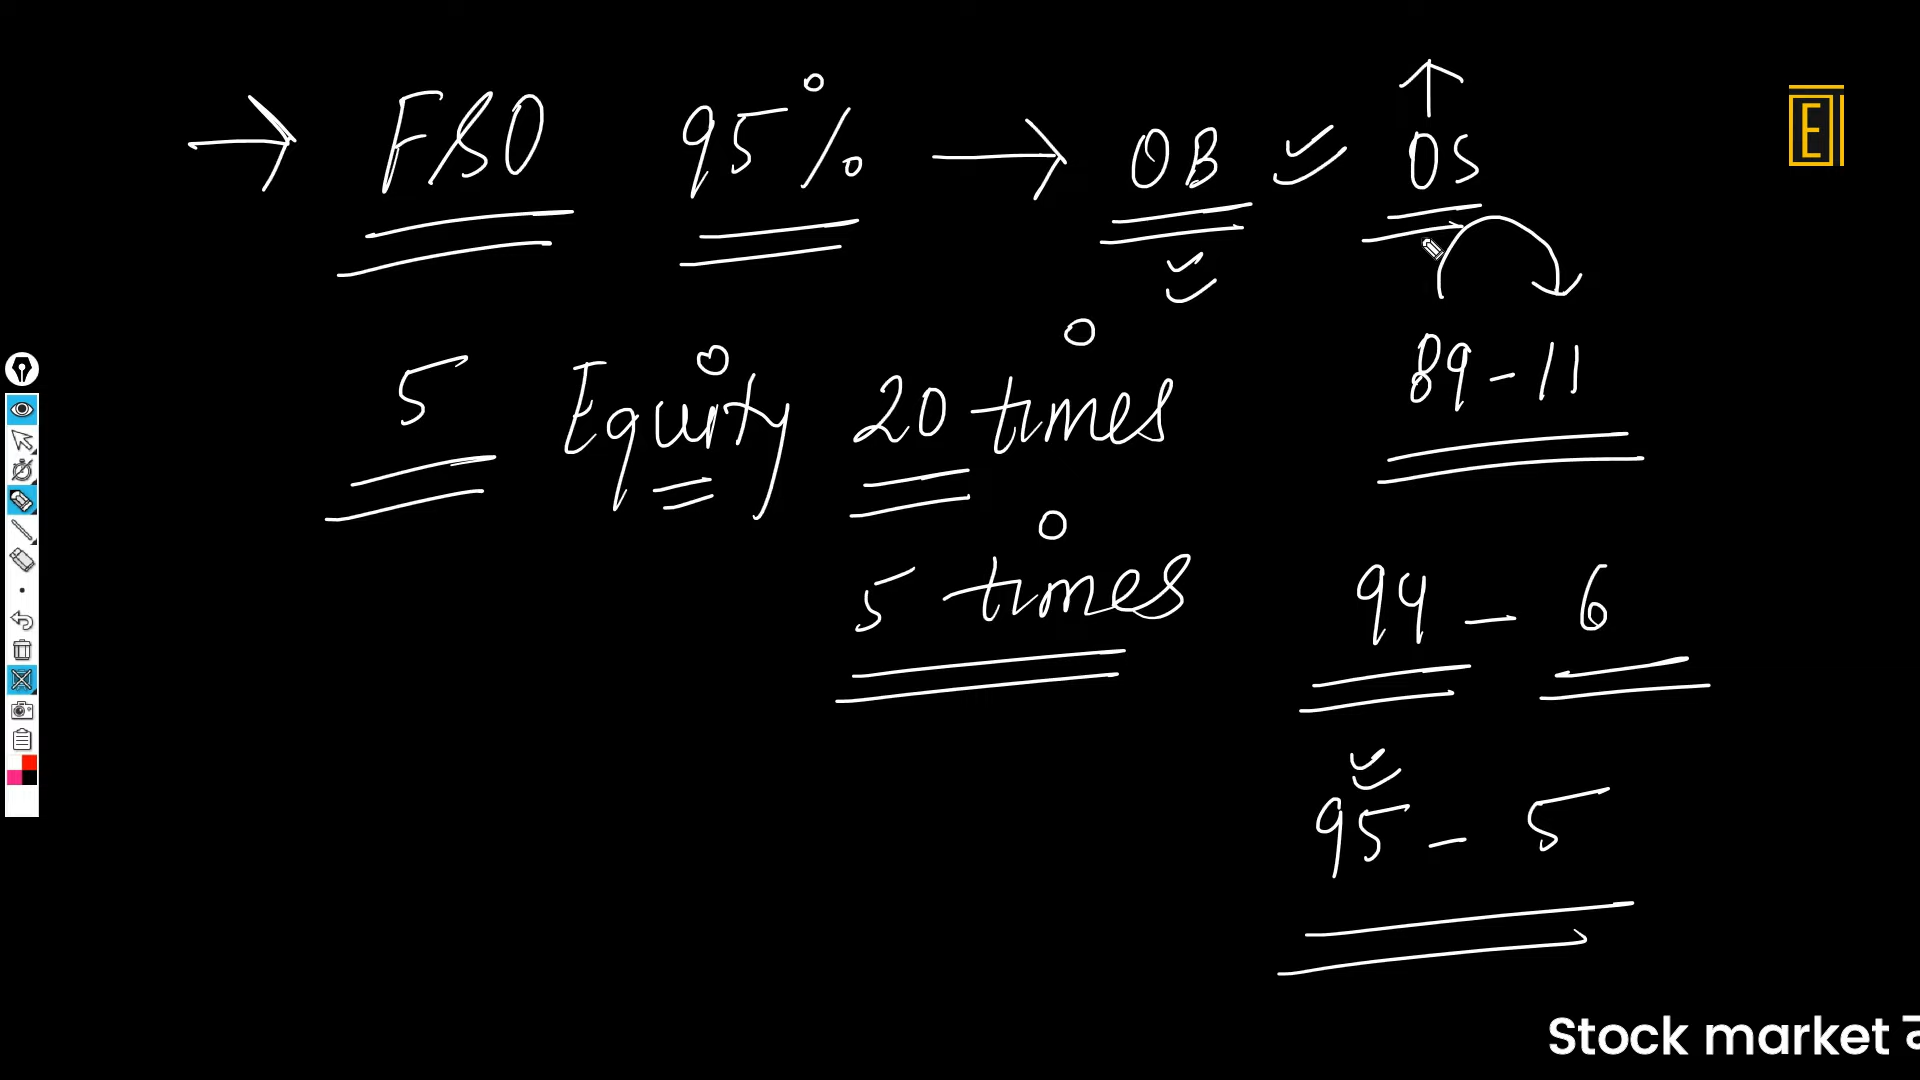 → F&O 95% → OB OS ↑
5 Equity 20 times
89 - 11
5 times
94 - 6
95 - 5
E
Stock market